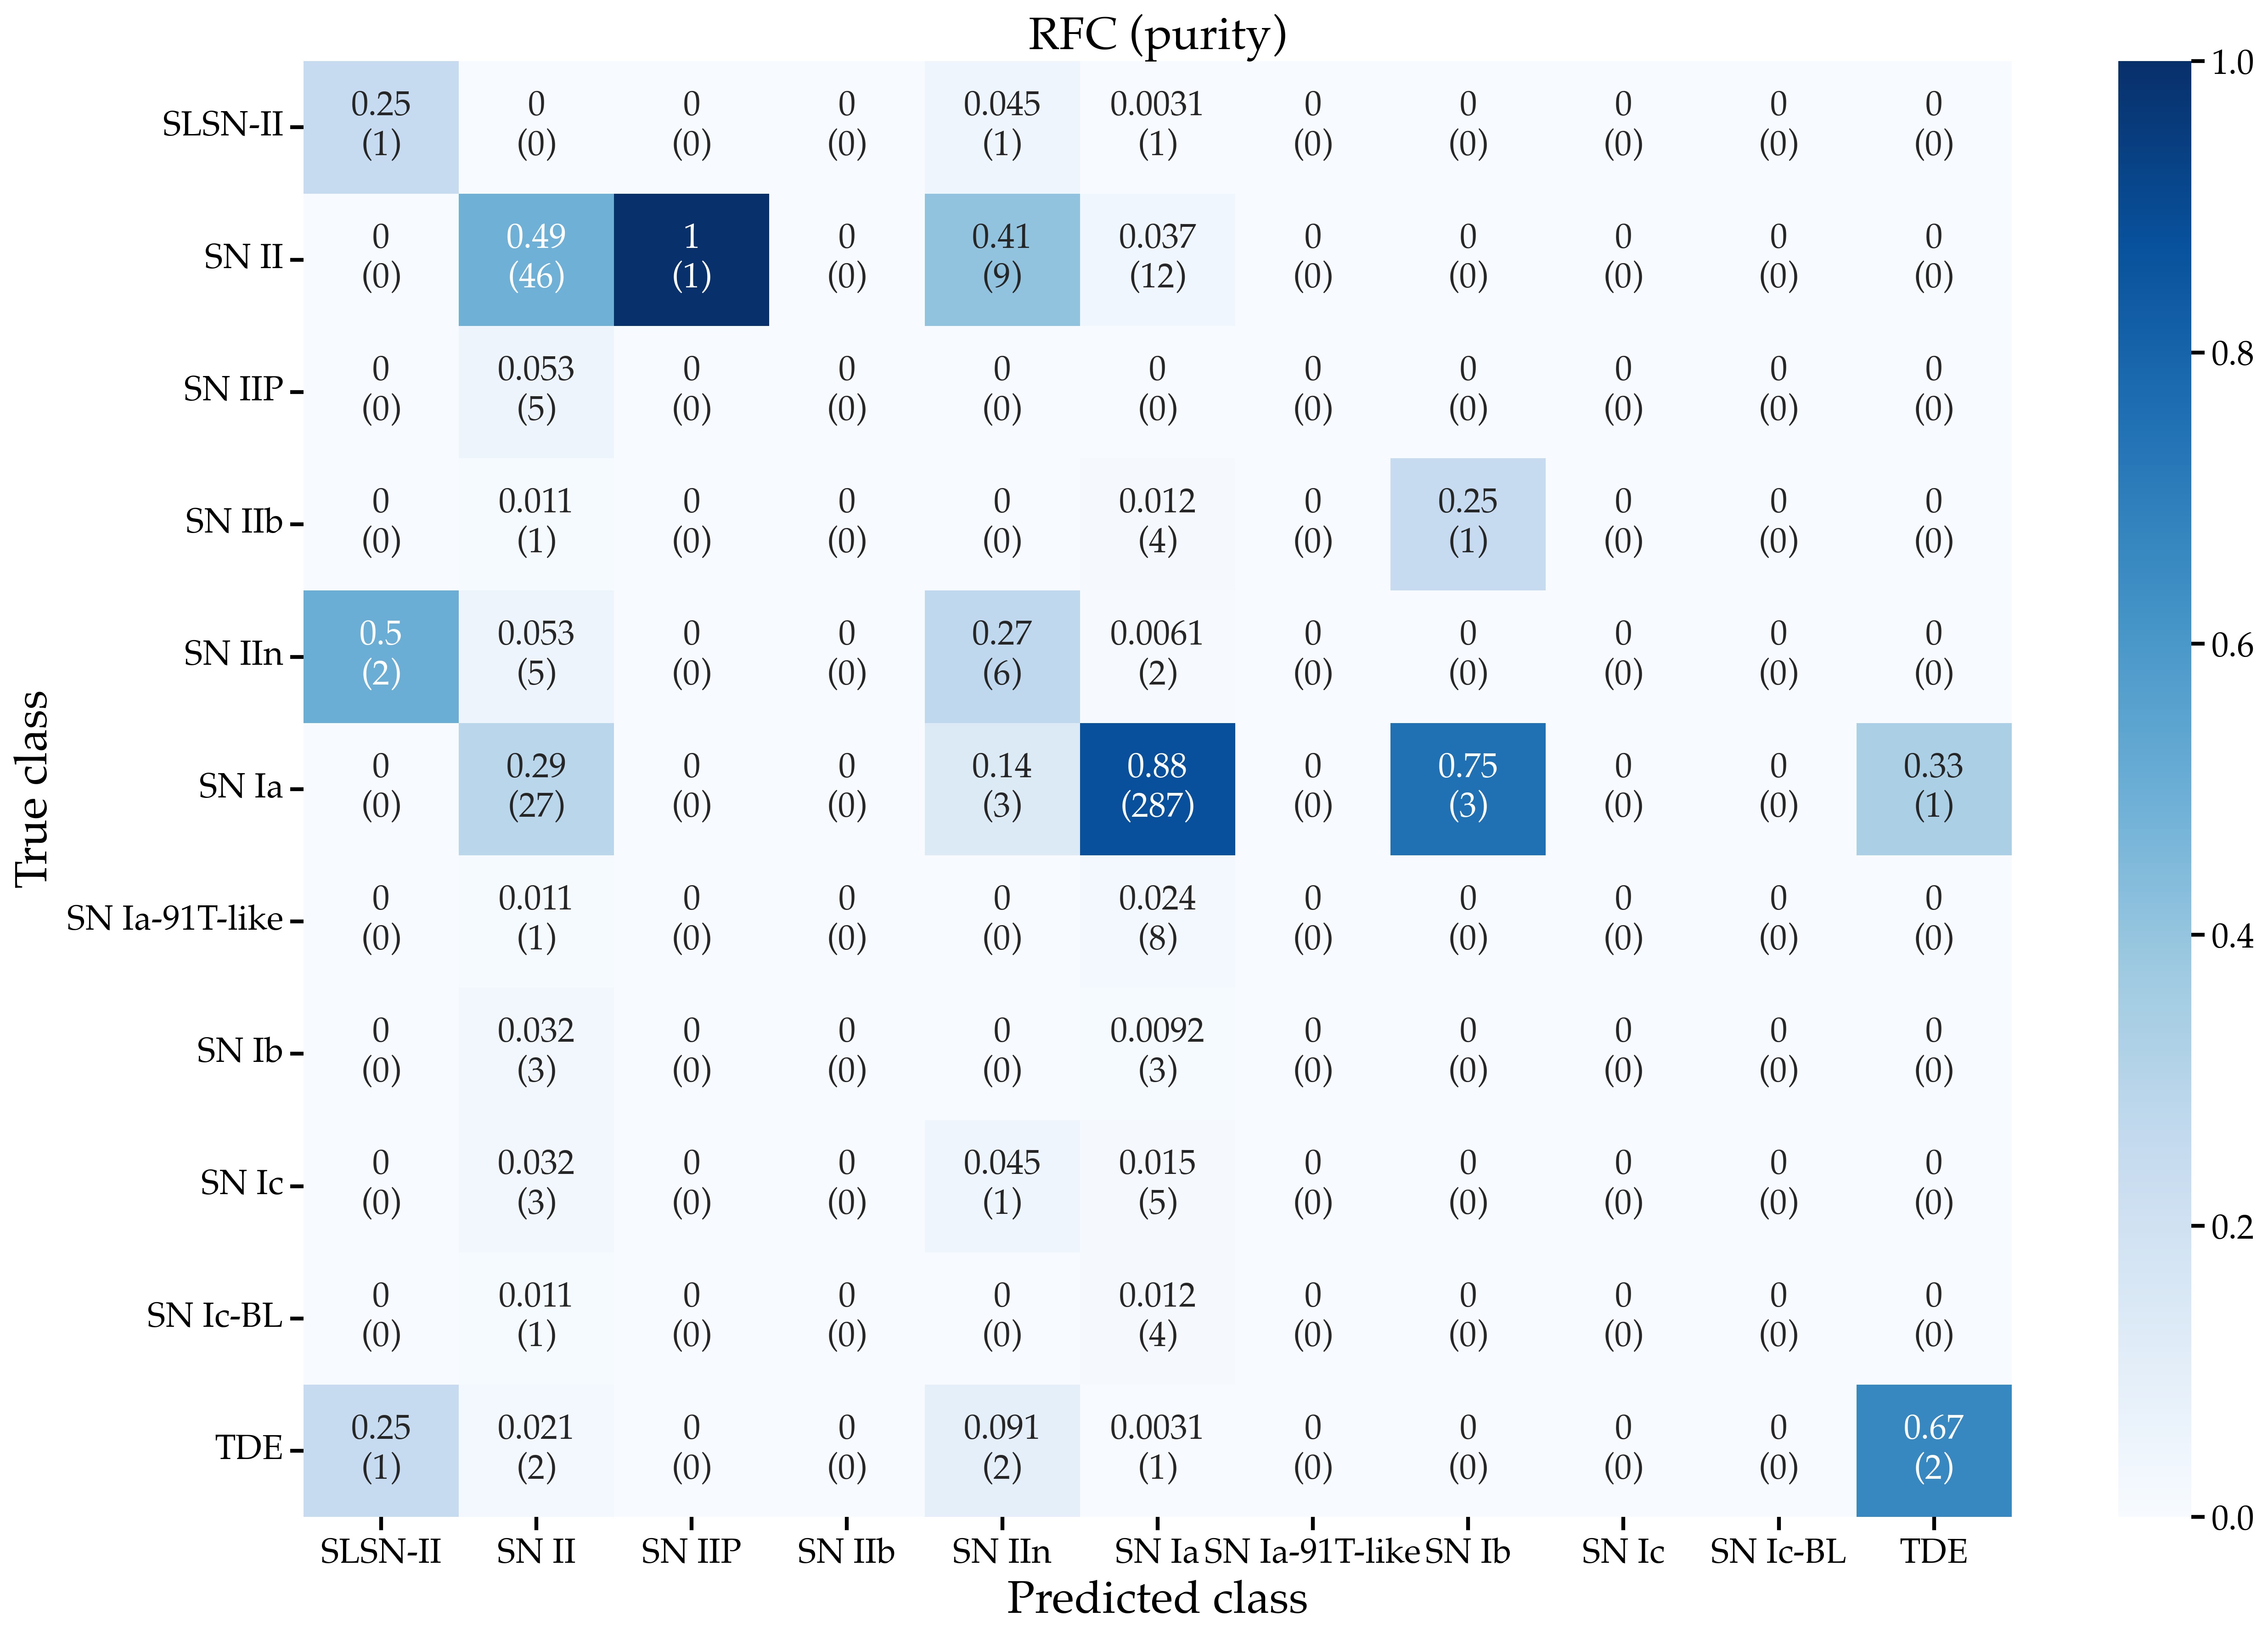 RFC (purity)
SLSN-II 0.25 0 0 0 0.045 0.0031 0 0 0 0 0
(1) (0) (0) (0) (1) (1) (0) (0) (0) (0) (0)
SN II 0 0.49 1 0 0.41 0.037 0 0 0 0 0
(0) (46) (1) (0) (9) (12) (0) (0) (0) (0) (0)
SN IIP 0 0.053 0 0 0 0 0 0 0 0 0
(0) (5) (0) (0) (0) (0) (0) (0) (0) (0) (0)
SN IIb 0 0.011 0 0 0 0.012 0 0.25 0 0 0
(0) (1) (0) (0) (0) (4) (0) (1) (0) (0) (0)
SN IIn 0.5 0.053 0 0 0.27 0.0061 0 0 0 0 0
(2) (5) (0) (0) (6) (2) (0) (0) (0) (0) (0)
SN Ia 0 0.29 0 0 0.14 0.88 0 0.75 0 0 0.33
(0) (27) (0) (0) (3) (287) (0) (3) (0) (0) (1)
SN Ia-91T-like 0 0.011 0 0 0 0.024 0 0 0 0 0
(0) (1) (0) (0) (0) (8) (0) (0) (0) (0) (0)
SN Ib 0 0.032 0 0 0 0.0092 0 0 0 0 0
(0) (3) (0) (0) (0) (3) (0) (0) (0) (0) (0)
SN Ic 0 0.032 0 0 0.045 0.015 0 0 0 0 0
(0) (3) (0) (0) (1) (5) (0) (0) (0) (0) (0)
SN Ic-BL 0 0.011 0 0 0 0.012 0 0 0 0 0
(0) (1) (0) (0) (0) (4) (0) (0) (0) (0) (0)
TDE 0.25 0.021 0 0 0.091 0.0031 0 0 0 0 0.67
(1) (2) (0) (0) (2) (1) (0) (0) (0) (0) (2)
SLSN-II SN II SN IIP SN IIb SN IIn SN Ia SN Ia-91T-like SN Ib SN Ic SN Ic-BL TDE
Predicted class
True class
1.0
0.8
0.6
0.4
0.2
0.0